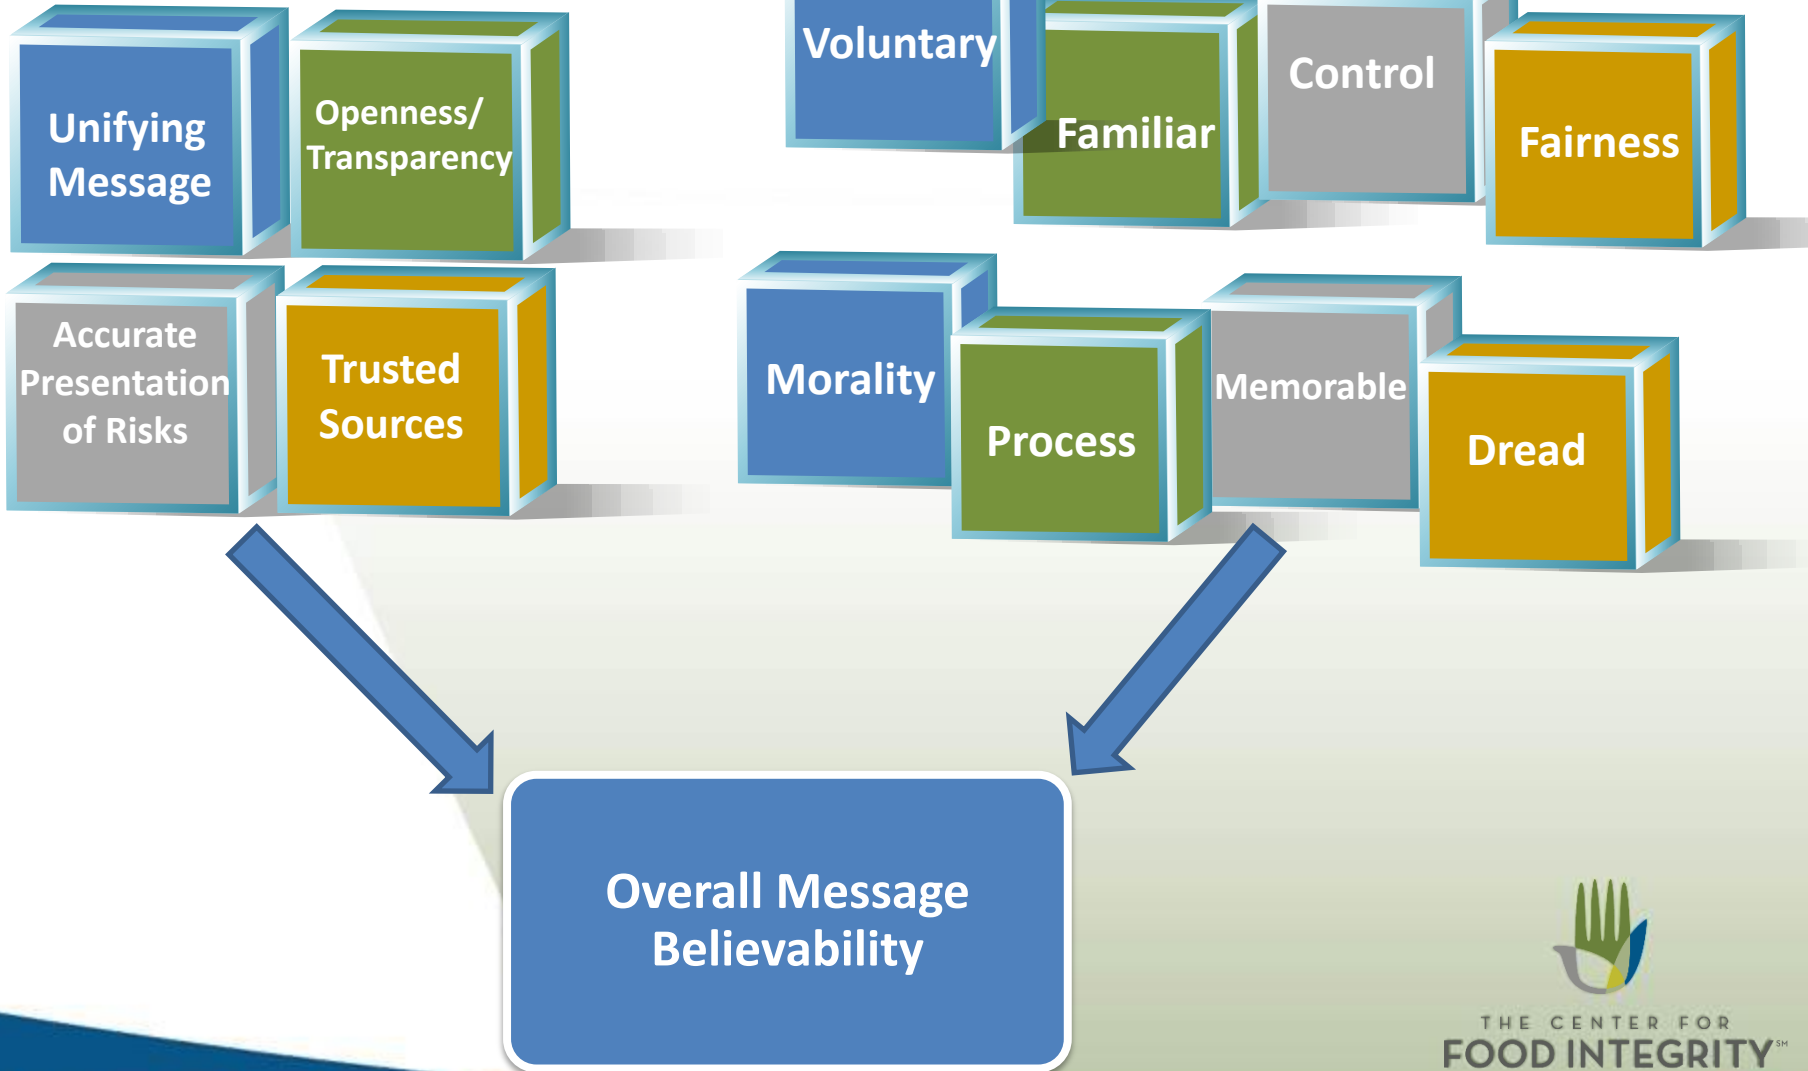 Unifying
Message
Openness/
Transparency
Accurate
Presentation
of Risks
Trusted
Sources
Voluntary
Familiar
Control
Fairness
Morality
Process
Memorable
Dread
Overall Message
Believability
THE CENTER FOR
FOOD INTEGRITY℠